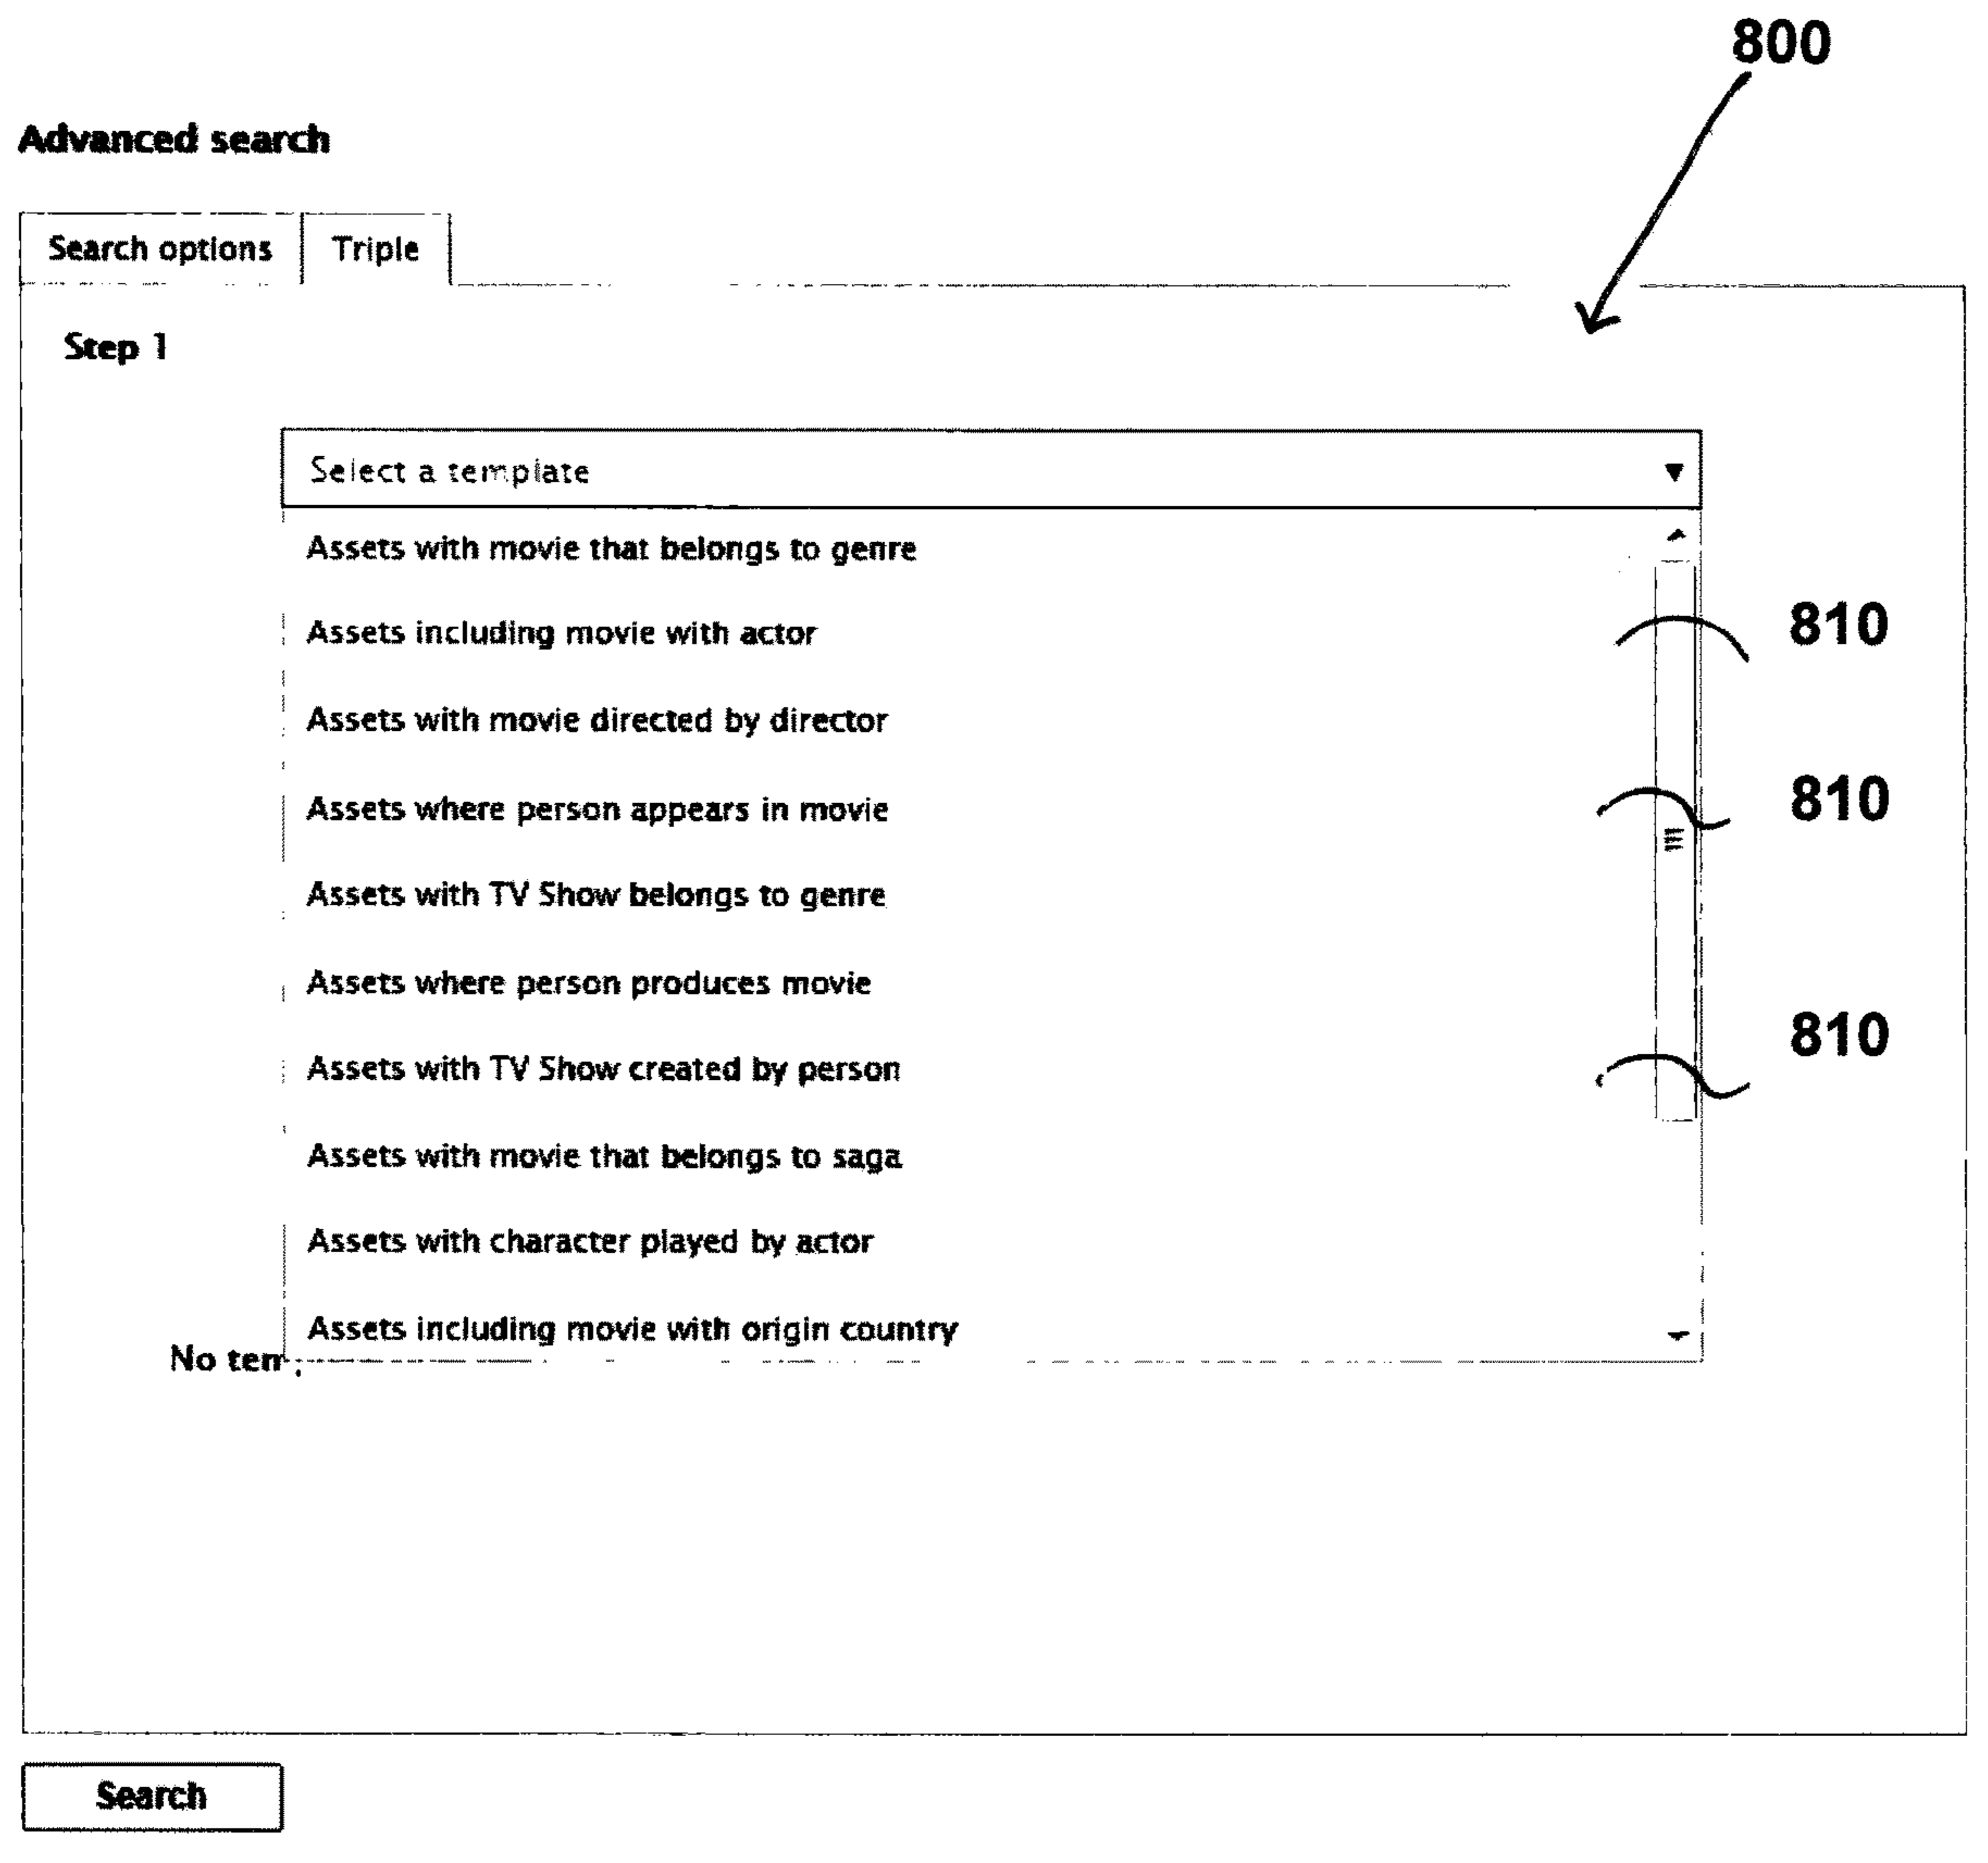 800
Advanced search
Search options Triple
Step 1
Select a template
Assets with movie that belongs to genre
Assets including movie with actor
810
Assets with movie directed by director
Assets where person appears in movie
810
Assets with TV Show belongs to genre
Assets where person produces movie
Assets with TV Show created by person
810
Assets with movie that belongs to saga
Assets with character played by actor
Assets including movie with origin country
No tem
Search